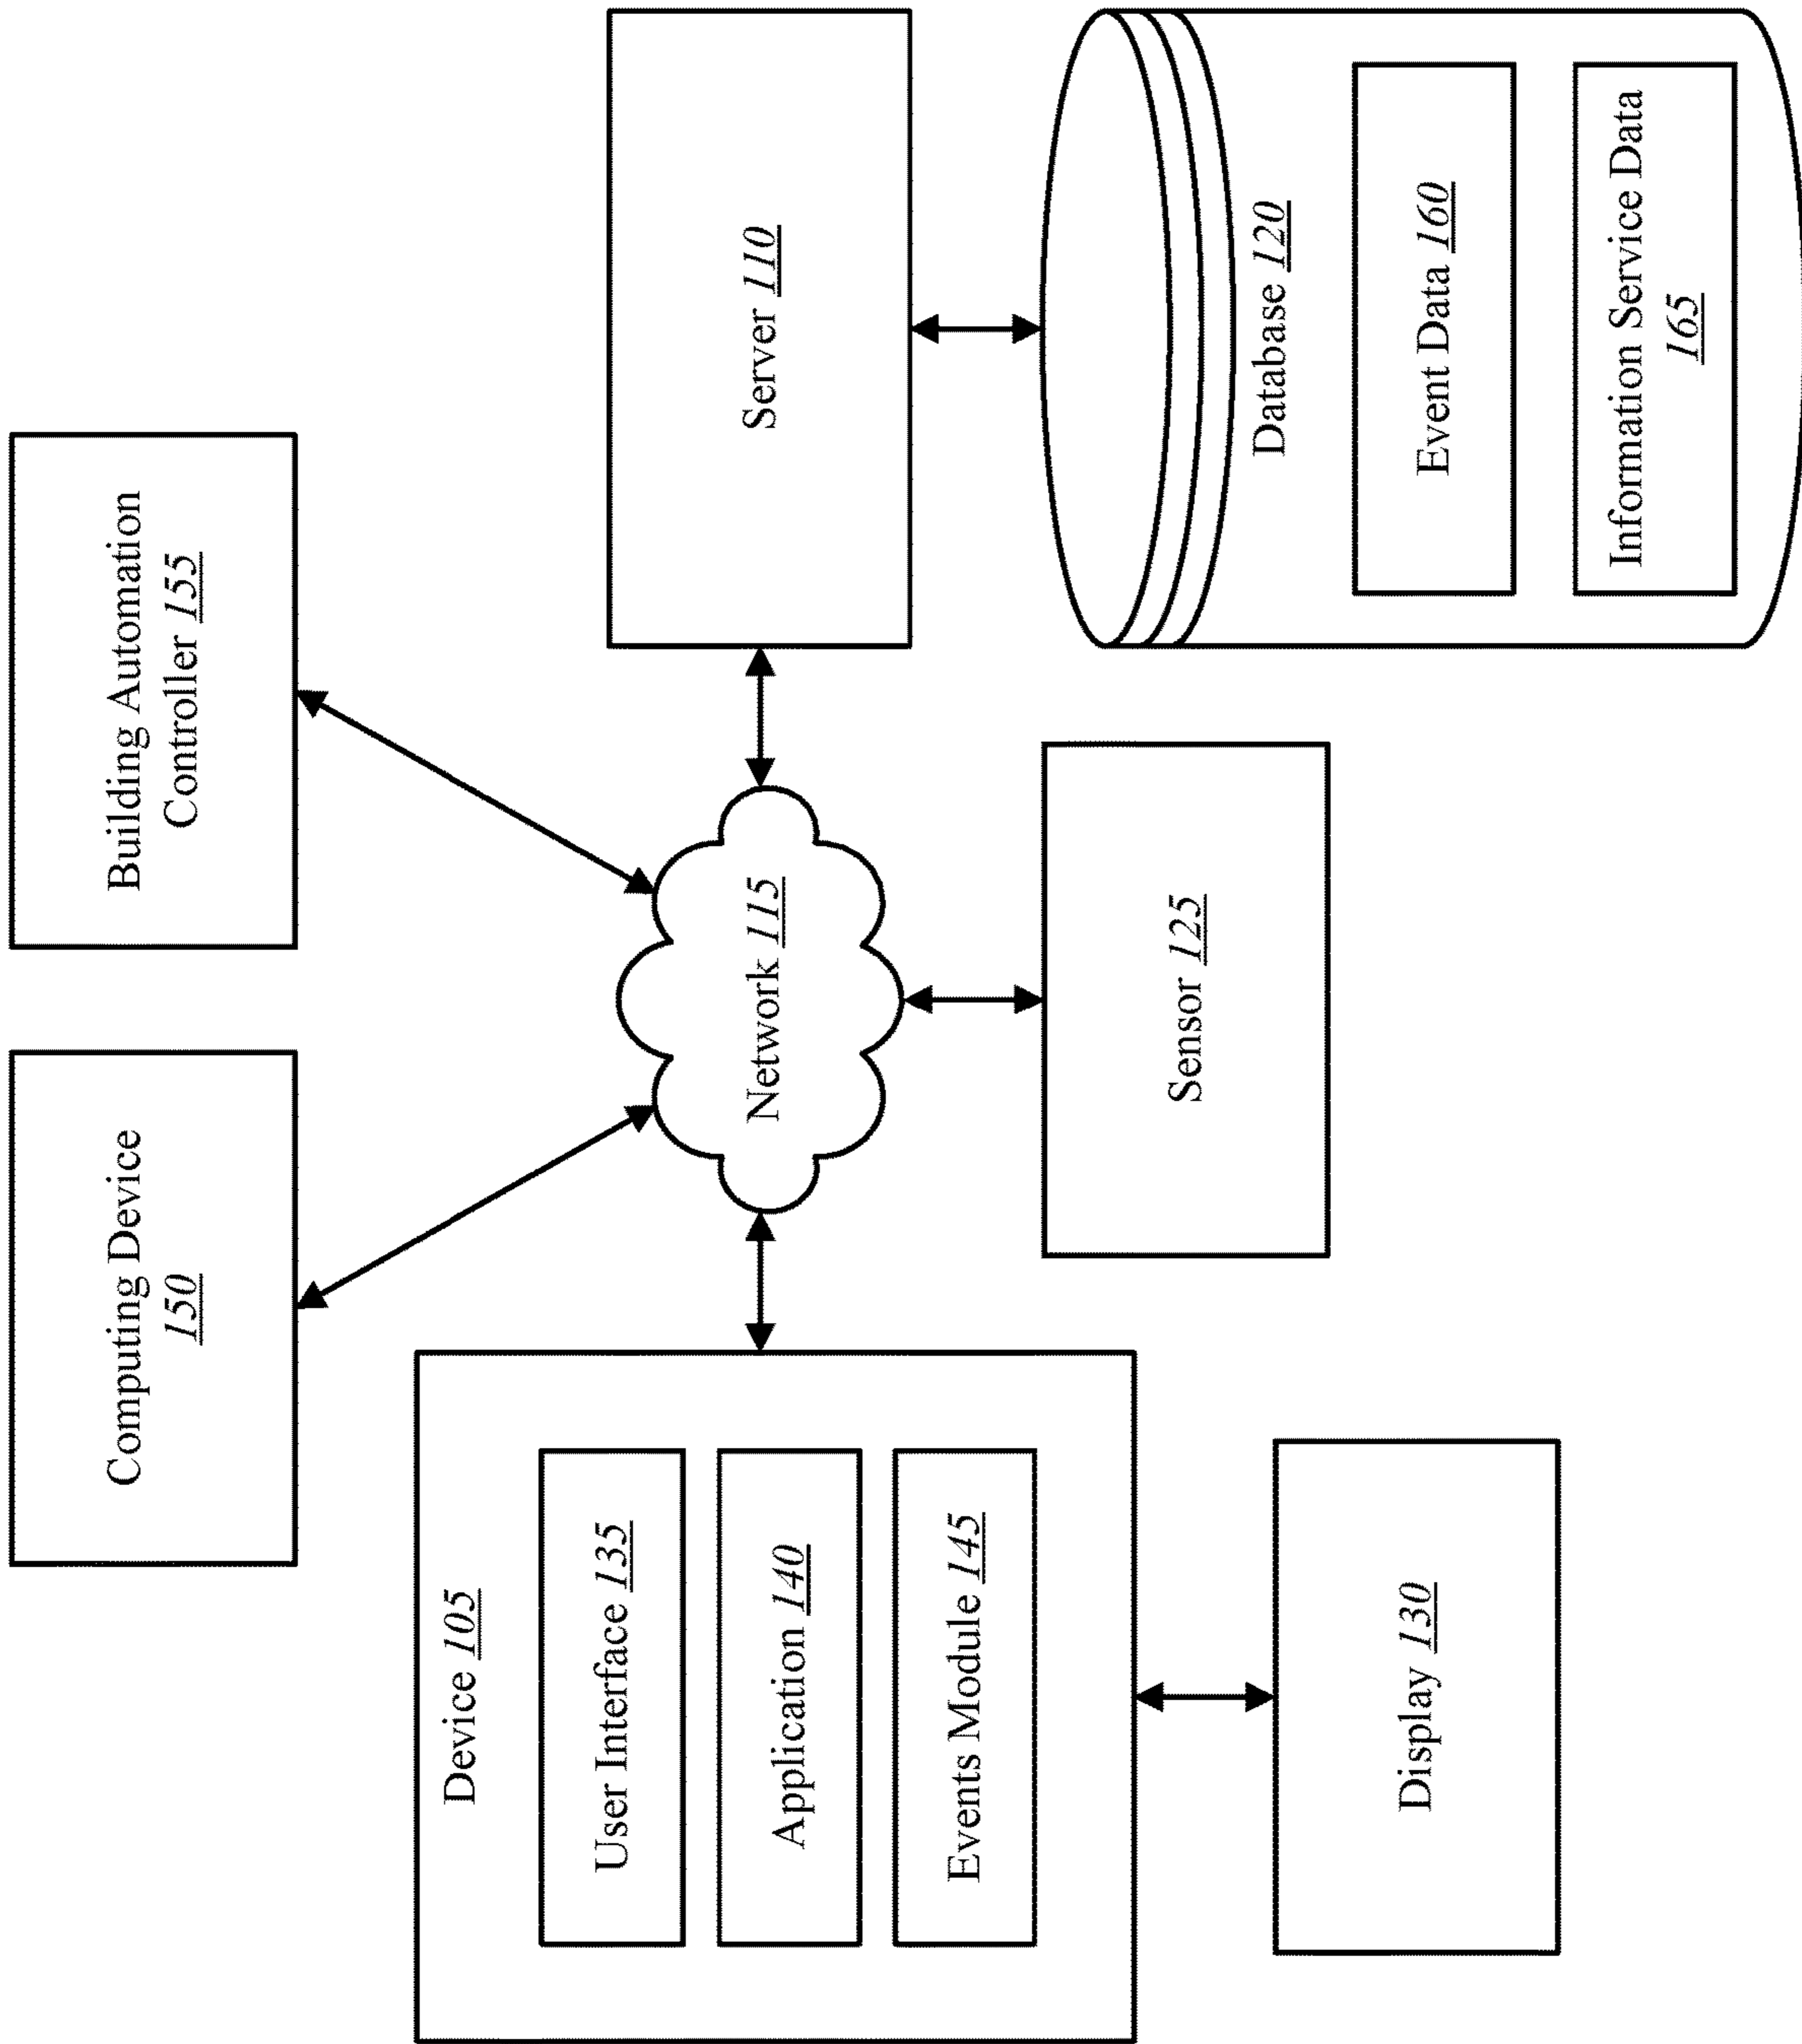 Computing Device
150
Building Automation
Controller 155
Device 105
User Interface 135
Application 140
Events Module 145
Network 115
Server 110
Display 130
Sensor 125
Database 120
Event Data 160
Information Service Data
165